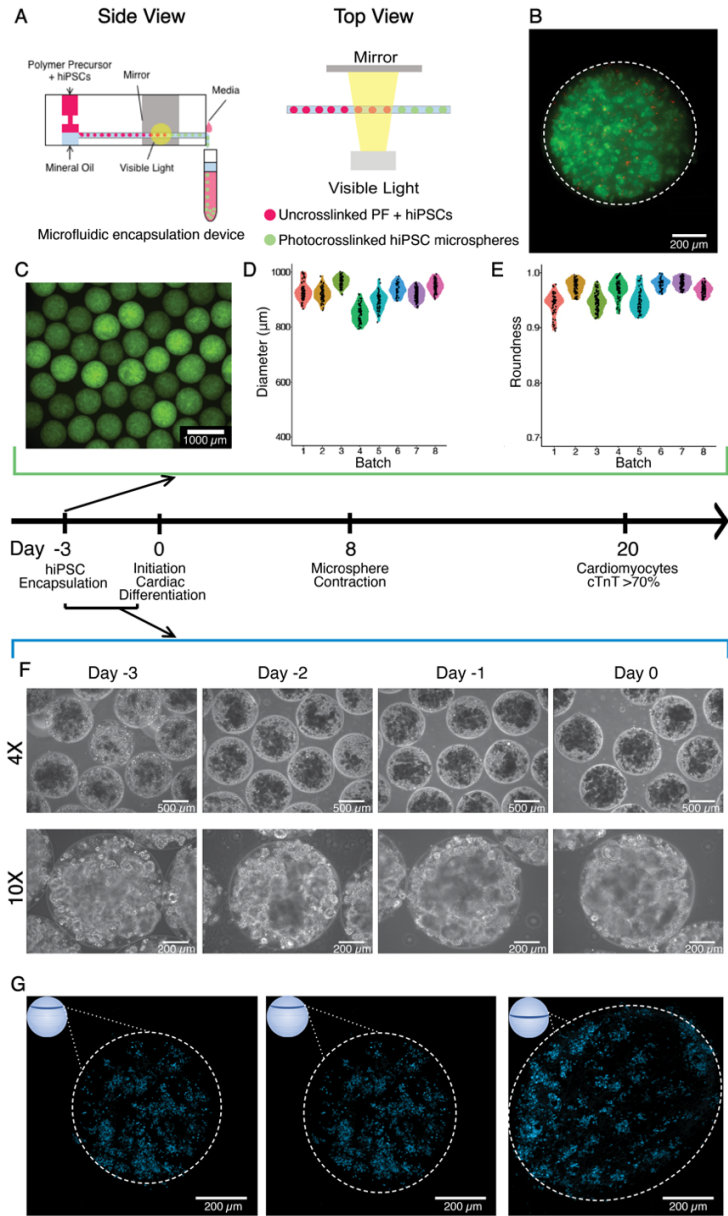 A
Side View
Top View
B
Polymer Precursor
+ hiPSCs
Mirror
Media
Mineral Oil
Visible Light
Microfluidic encapsulation device
Mirror
Visible Light
Uncrosslinked PF + hiPSCs
Photocrosslinked hiPSC microspheres
200 µm
C
1000 µm
D
Diameter (µm)
1000
800
600
400
1 2 3 4 5 6 7 8
Batch
E
Roundness
1.0
0.9
0.8
0.7
1 2 3 4 5 6 7 8
Batch
Day -3 0 8 20
hiPSC
Encapsulation
Initiation
Cardiac
Differentiation
Microsphere
Contraction
Cardiomyocytes
cTnT >70%
F
Day -3
Day -2
Day -1
Day 0
4X
500 µm
500 µm
500 µm
500 µm
10X
200 µm
200 µm
200 µm
200 µm
G
200 µm
200 µm
200 µm